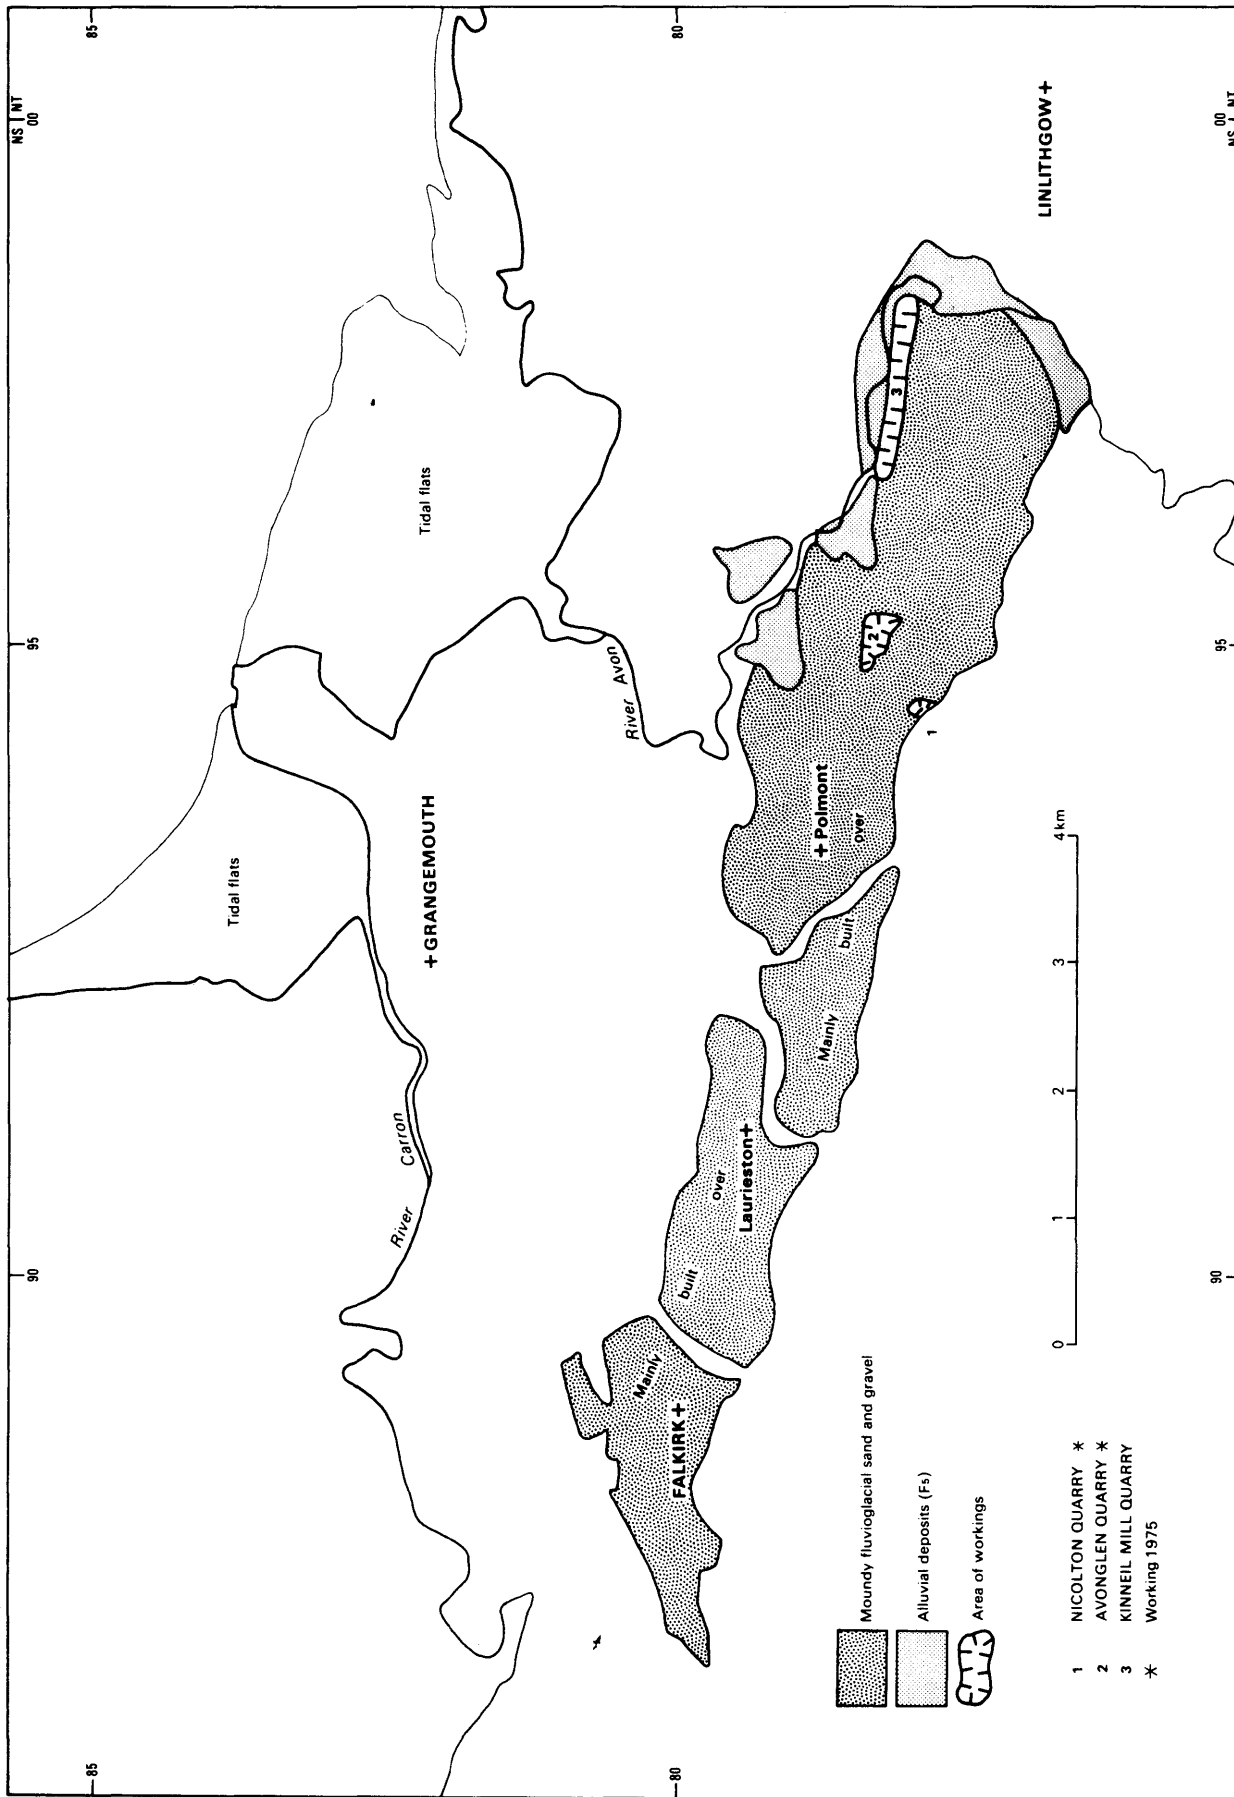 NS | NT
90
95
00
85
85
80
80
Tidal flats
Tidal flats
River Carron
+GRANGEMOUTH
River Avon
FALKIRK+
Mainly
built
over
Laurieston+
Mainly
built
over
+Polmont
1
2
3
LINLITHGOW+
Moundy fluvioglacial sand and gravel
Alluvial deposits (Fs)
Area of workings
0 1 2 3 4 km
1 NICOLTON QUARRY *
2 AVONGLEN QUARRY *
3 KINNEIL MILL QUARRY
* Working 1975
90
95
00
NS | NT